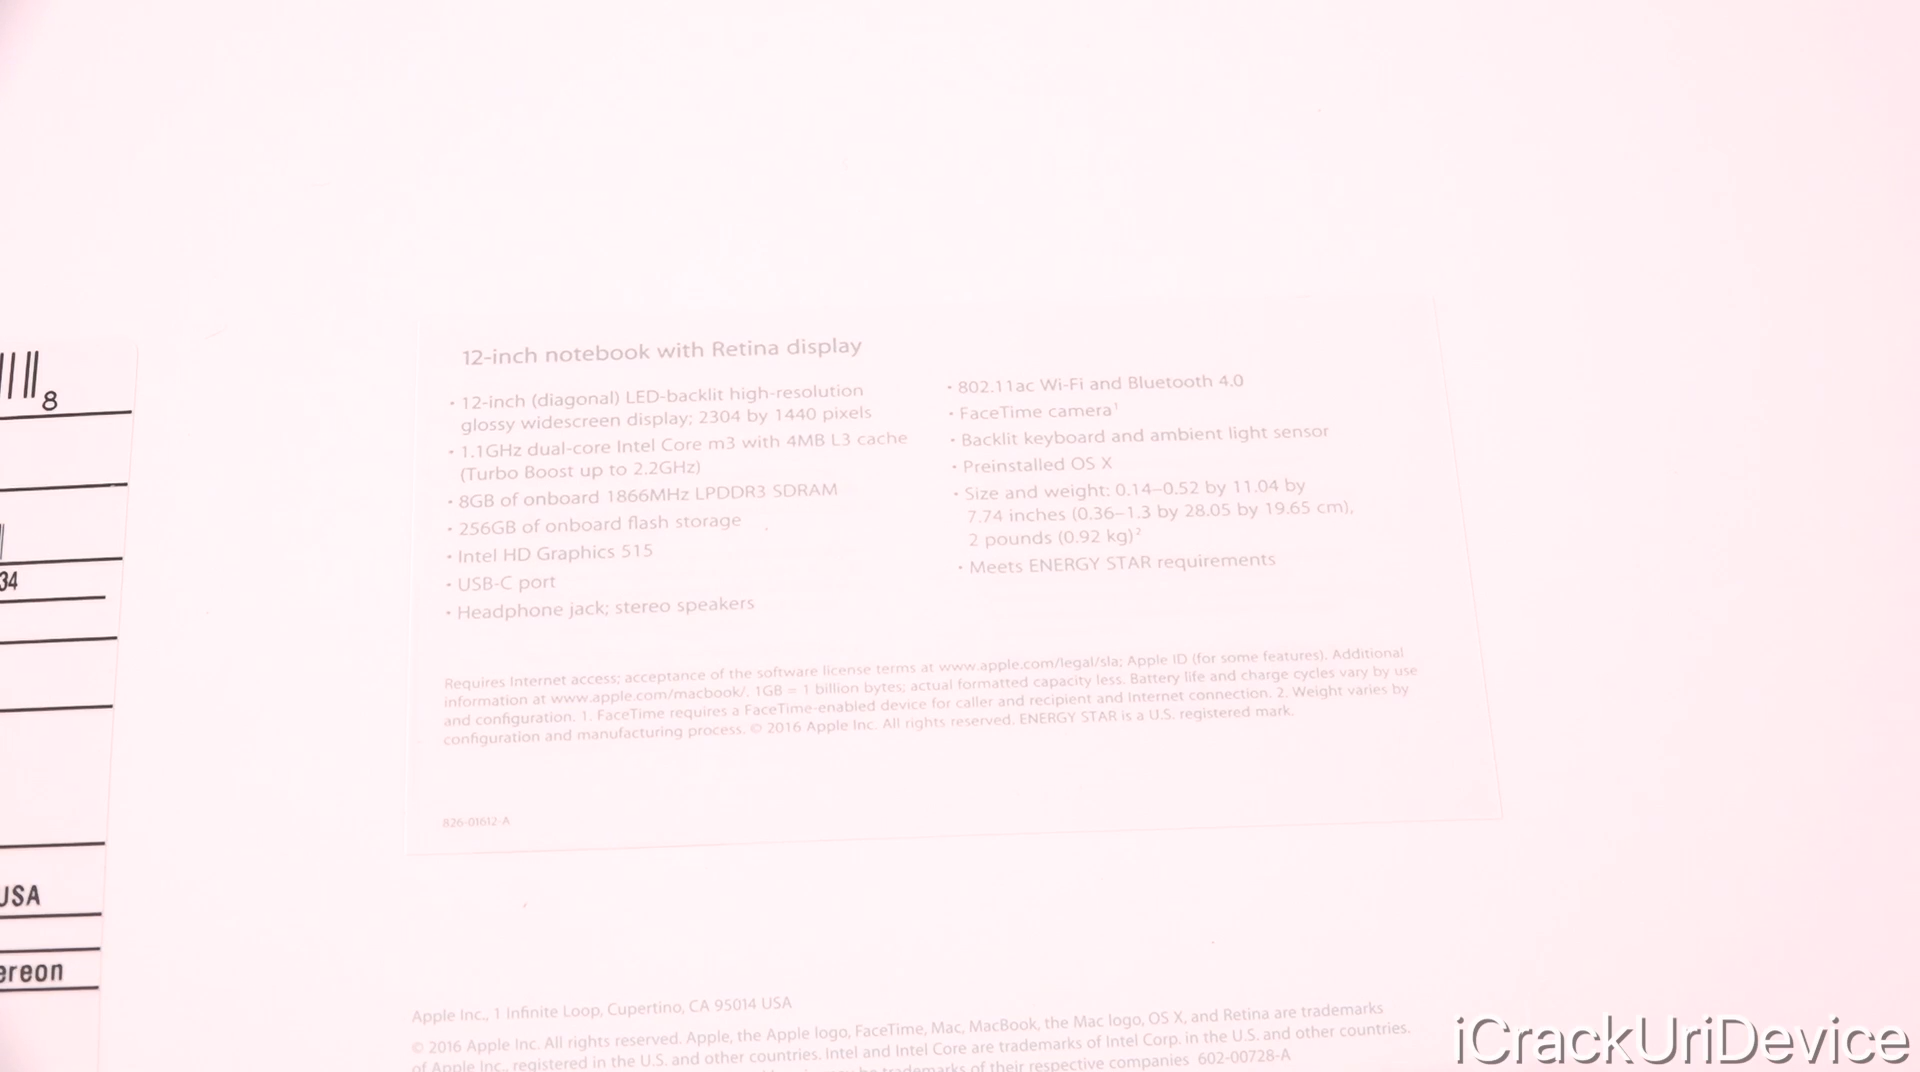 8
34
USA
ereon
12-inch notebook with Retina display
• 12-inch (diagonal) LED-backlit high-resolution
glossy widescreen display; 2304 by 1440 pixels
• 1.1GHz dual-core Intel Core m3 with 4MB L3 cache
(Turbo Boost up to 2.2GHz)
• 8GB of onboard 1866MHz LPDDR3 SDRAM
• 256GB of onboard flash storage
• Intel HD Graphics 515
• USB-C port
• Headphone jack; stereo speakers
• 802.11ac Wi-Fi and Bluetooth 4.0
• FaceTime camera¹
• Backlit keyboard and ambient light sensor
• Preinstalled OS X
• Size and weight: 0.14–0.52 by 11.04 by
7.74 inches (0.36–1.3 by 28.05 by 19.65 cm),
2 pounds (0.92 kg)²
• Meets ENERGY STAR requirements
Requires Internet access; acceptance of the software license terms at www.apple.com/legal/sla; Apple ID (for some features). Additional
information at www.apple.com/macbook/. 1GB = 1 billion bytes; actual formatted capacity less. Battery life and charge cycles vary by use
and configuration. 1. FaceTime requires a FaceTime-enabled device for caller and recipient and Internet connection. 2. Weight varies by
configuration and manufacturing process. © 2016 Apple Inc. All rights reserved. ENERGY STAR is a U.S. registered mark.
826-01612-A
Apple Inc., 1 Infinite Loop, Cupertino, CA 95014 USA
© 2016 Apple Inc. All rights reserved. Apple, the Apple logo, FaceTime, Mac, MacBook, the Mac logo, OS X, and Retina are trademarks
of Apple Inc., registered in the U.S. and other countries. Intel and Intel Core are trademarks of Intel Corp. in the U.S. and other countries.
be trademarks of their respective companies 602-00728-A
iCrackUriDevice